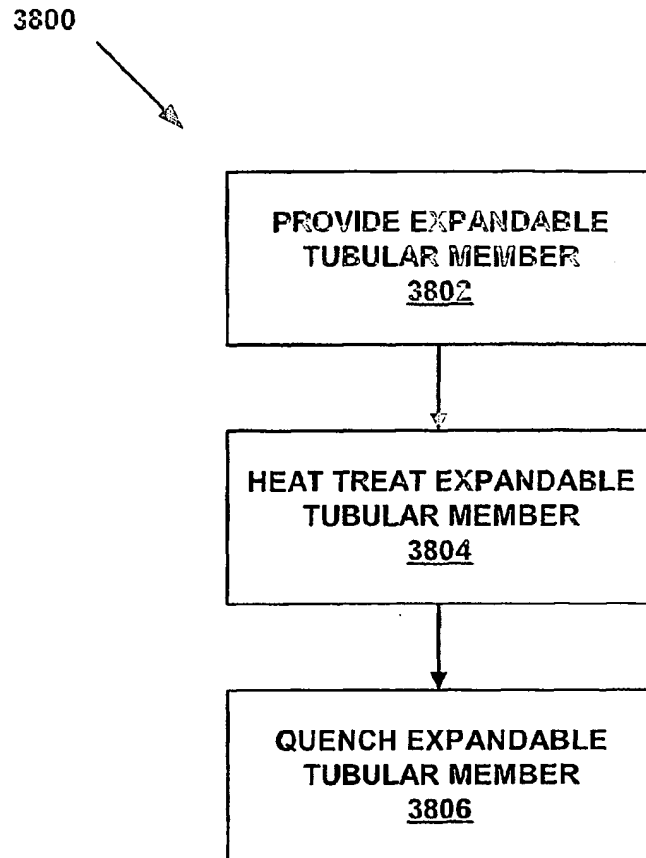 3800
PROVIDE EXPANDABLE
TUBULAR MEMBER
3802
HEAT TREAT EXPANDABLE
TUBULAR MEMBER
3804
QUENCH EXPANDABLE
TUBULAR MEMBER
3806